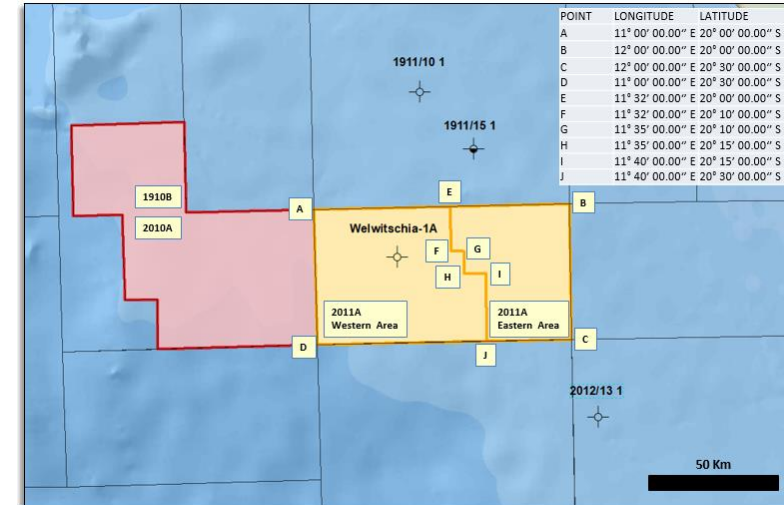 POINT LONGITUDE LATITUDE
A 11° 00' 00.00" E 20° 00' 00.00" S
B 12° 00' 00.00" E 20° 00' 00.00" S
C 12° 00' 00.00" E 20° 30' 00.00" S
D 11° 00' 00.00" E 20° 30' 00.00" S
E 11° 32' 00.00" E 20° 00' 00.00" S
F 11° 32' 00.00" E 20° 10' 00.00" S
G 11° 35' 00.00" E 20° 10' 00.00" S
H 11° 35' 00.00" E 20° 15' 00.00" S
I 11° 40' 00.00" E 20° 15' 00.00" S
J 11° 40' 00.00" E 20° 30' 00.00" S
1911/10 1
1911/15 1
1910B
2010A
A
E
B
Welwitschia-1A
F
G
H
I
2011A
Western Area
2011A
Eastern Area
D
J
C
2012/13 1
50 Km